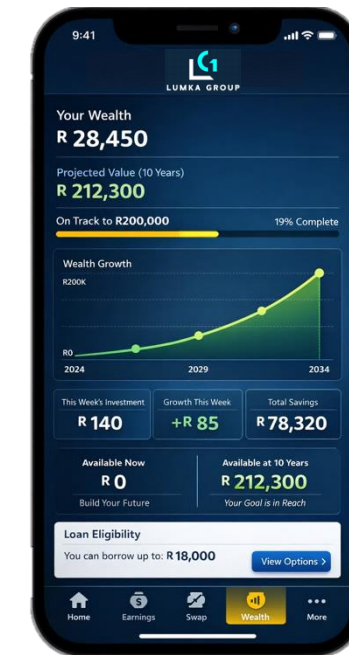 9:41
LG1
LUMKA GROUP
Your Wealth
R 28,450
Projected Value (10 Years)
R 212,300
On Track to R200,000 19% Complete
Wealth Growth
R200K
R0
2024 2029 2034
This Week's Investment Growth This Week Total Savings
R 140 +R 85 R 78,320
Available Now Available at 10 Years
R 0 R 212,300
Build Your Future Your Goal is in Reach
Loan Eligibility
You can borrow up to: R 18,000 View Options >
Home Earnings Swap Wealth More